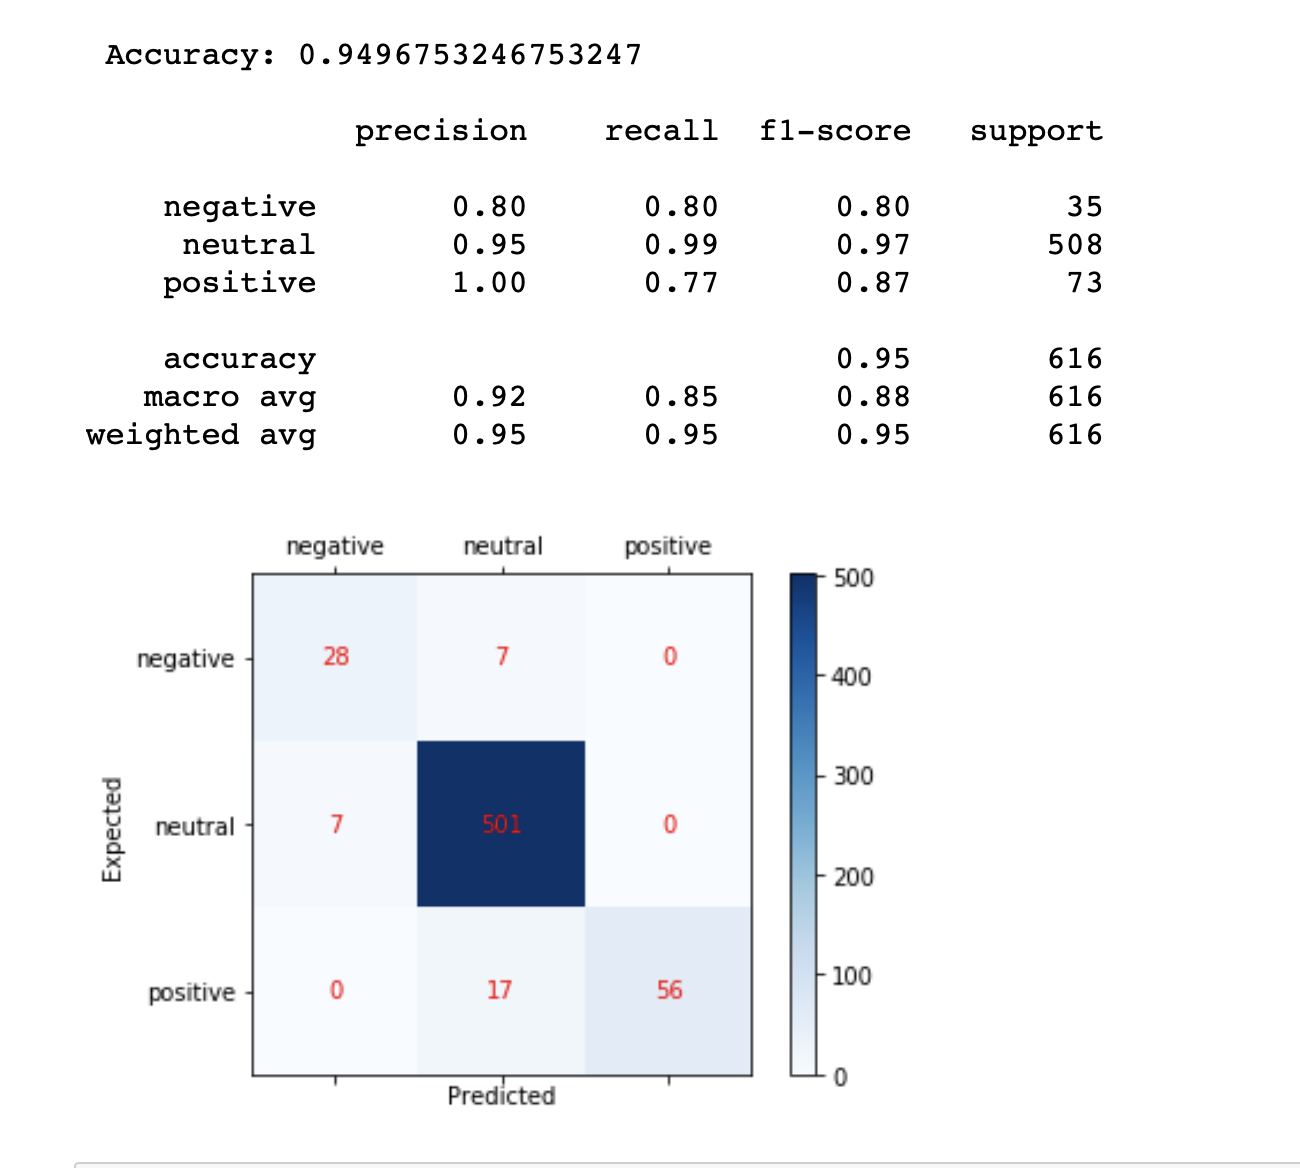 Accuracy: 0.9496753246753247
precision recall f1-score support
negative 0.80 0.80 0.80 35
neutral 0.95 0.99 0.97 508
positive 1.00 0.77 0.87 73
accuracy 0.95 616
macro avg 0.92 0.85 0.88 616
weighted avg 0.95 0.95 0.95 616
negative neutral positive
500
negative 28 7 0
400
300
Expected
neutral 7 501 0
200
100
positive 0 17 56
0
Predicted